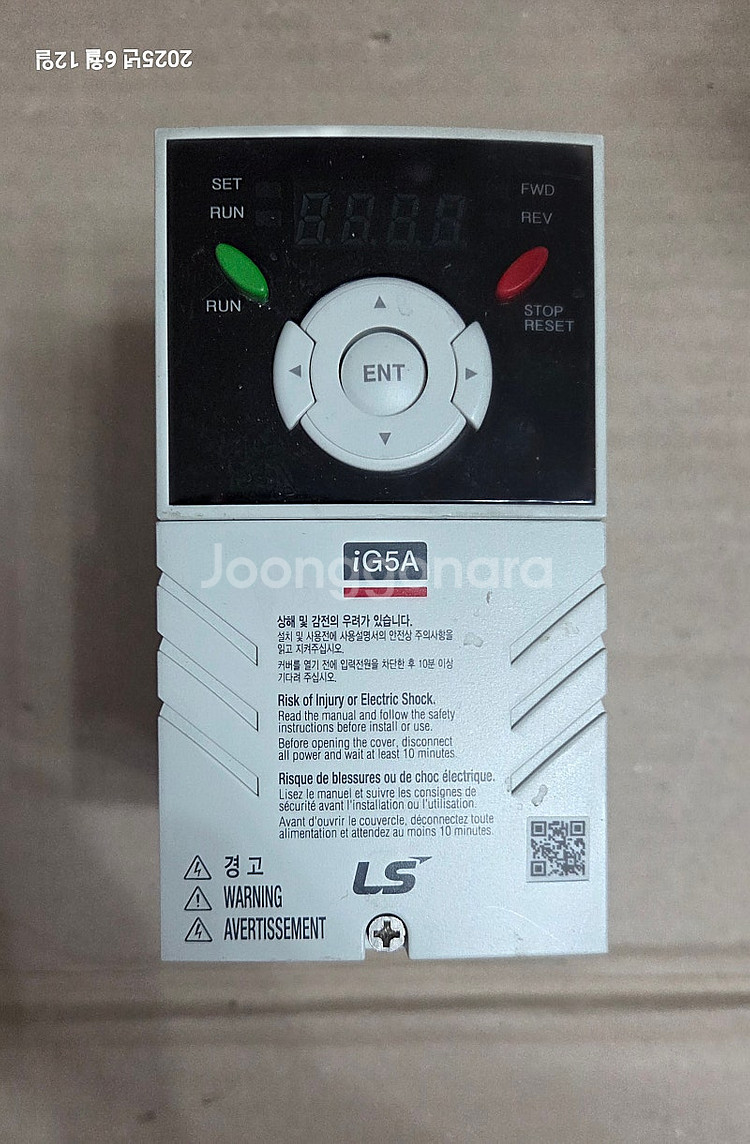 2025년 6월 12일
SET
RUN
FWD
REV
RUN
STOP
RESET
ENT
iG5A
Joonggonara
상해 및 감전의 우려가 있습니다.
설치 및 사용전에 사용설명서의 안전상 주의사항을
읽고 지켜주십시오.
커버를 열기 전에 입력전원을 차단한 후 10분 이상
기다려 주십시오.
Risk of Injury or Electric Shock.
Read the manual and follow the safety
instructions before install or use.
Before opening the cover, disconnect
all power and wait at least 10 minutes.
Risque de blessures ou de choc électrique.
Lisez le manuel et suivre les consignes de
sécurité avant l'installation ou l'utilisation.
Avant d'ouvrir le couvercle, déconnectez toute
alimentation et attendez au moins 10 minutes.
경고
WARNING
AVERTISSEMENT
LS